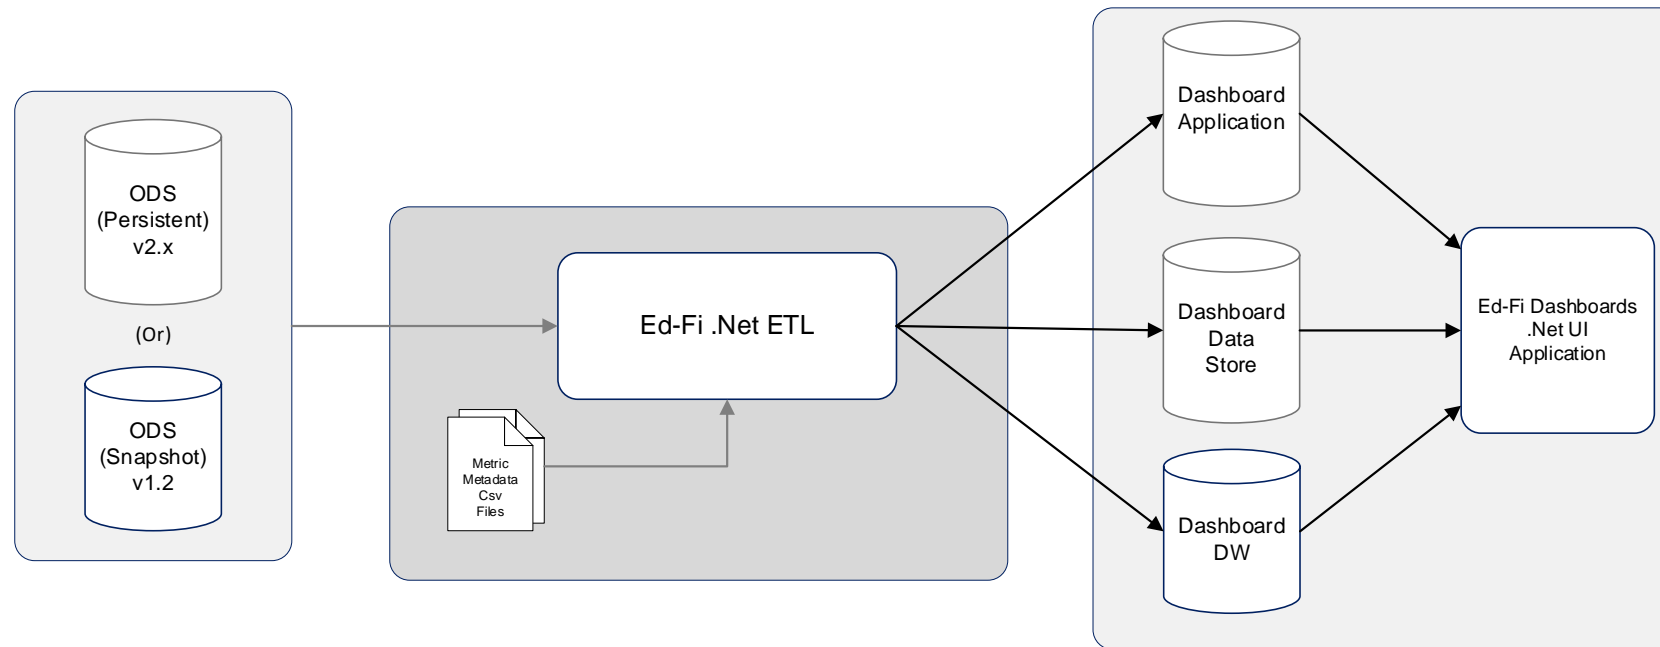 ODS
(Persistent)
v2.x
(Or)
ODS
(Snapshot)
v1.2
Ed-Fi .Net ETL
Metric
Metadata
Csv
Files
Dashboard
Application
Dashboard
Data
Store
Dashboard
DW
Ed-Fi Dashboards
.Net UI
Application